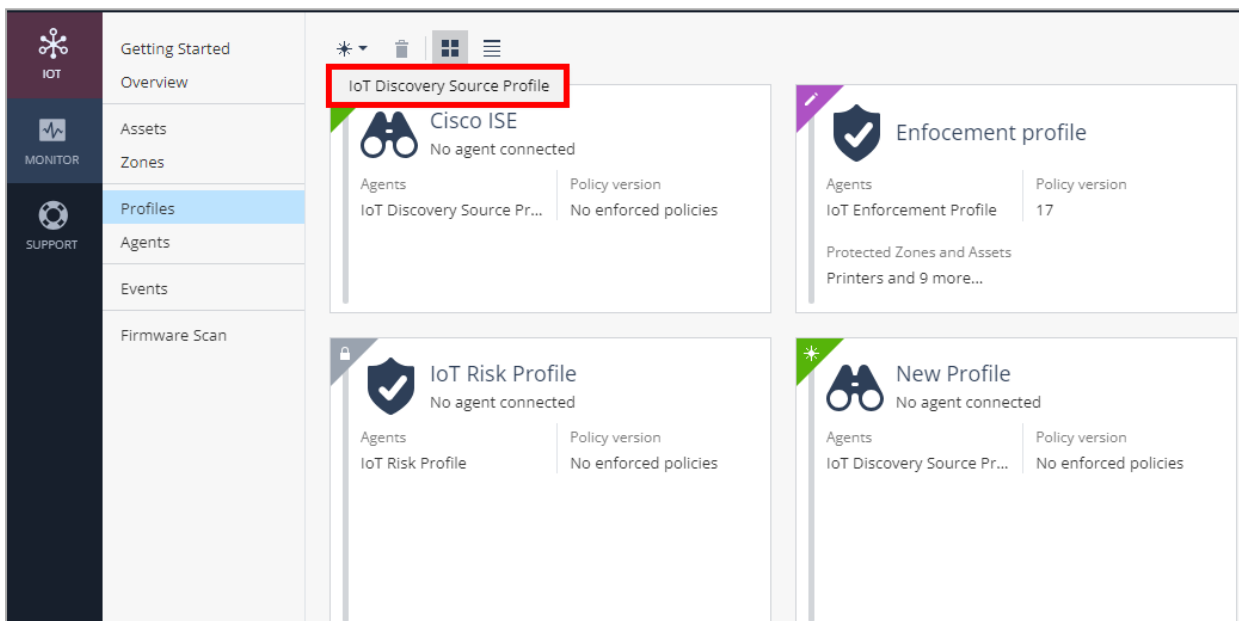 IOT
MONITOR
SUPPORT
Getting Started
Overview
Assets
Zones
Profiles
Agents
Events
Firmware Scan
IoT Discovery Source Profile
Cisco ISE
No agent connected
Agents
IoT Discovery Source Pr...
Policy version
No enforced policies
Enfocement profile
Agents
IoT Enforcement Profile
Policy version
17
Protected Zones and Assets
Printers and 9 more...
IoT Risk Profile
No agent connected
Agents
IoT Risk Profile
Policy version
No enforced policies
New Profile
No agent connected
Agents
IoT Discovery Source Pr...
Policy version
No enforced policies